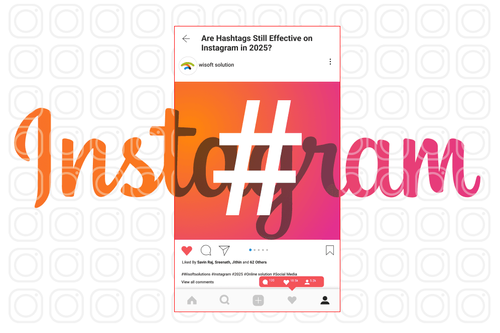 Are Hashtags Still Effective on
Instagram in 2025?
wisoft solution
Instagram
#
Liked By Savin Raj, Sreenath, Jithin and 62 Others
#Wisoftsolutions #Instagram #2025 #Online solution #Social Media
View all comments